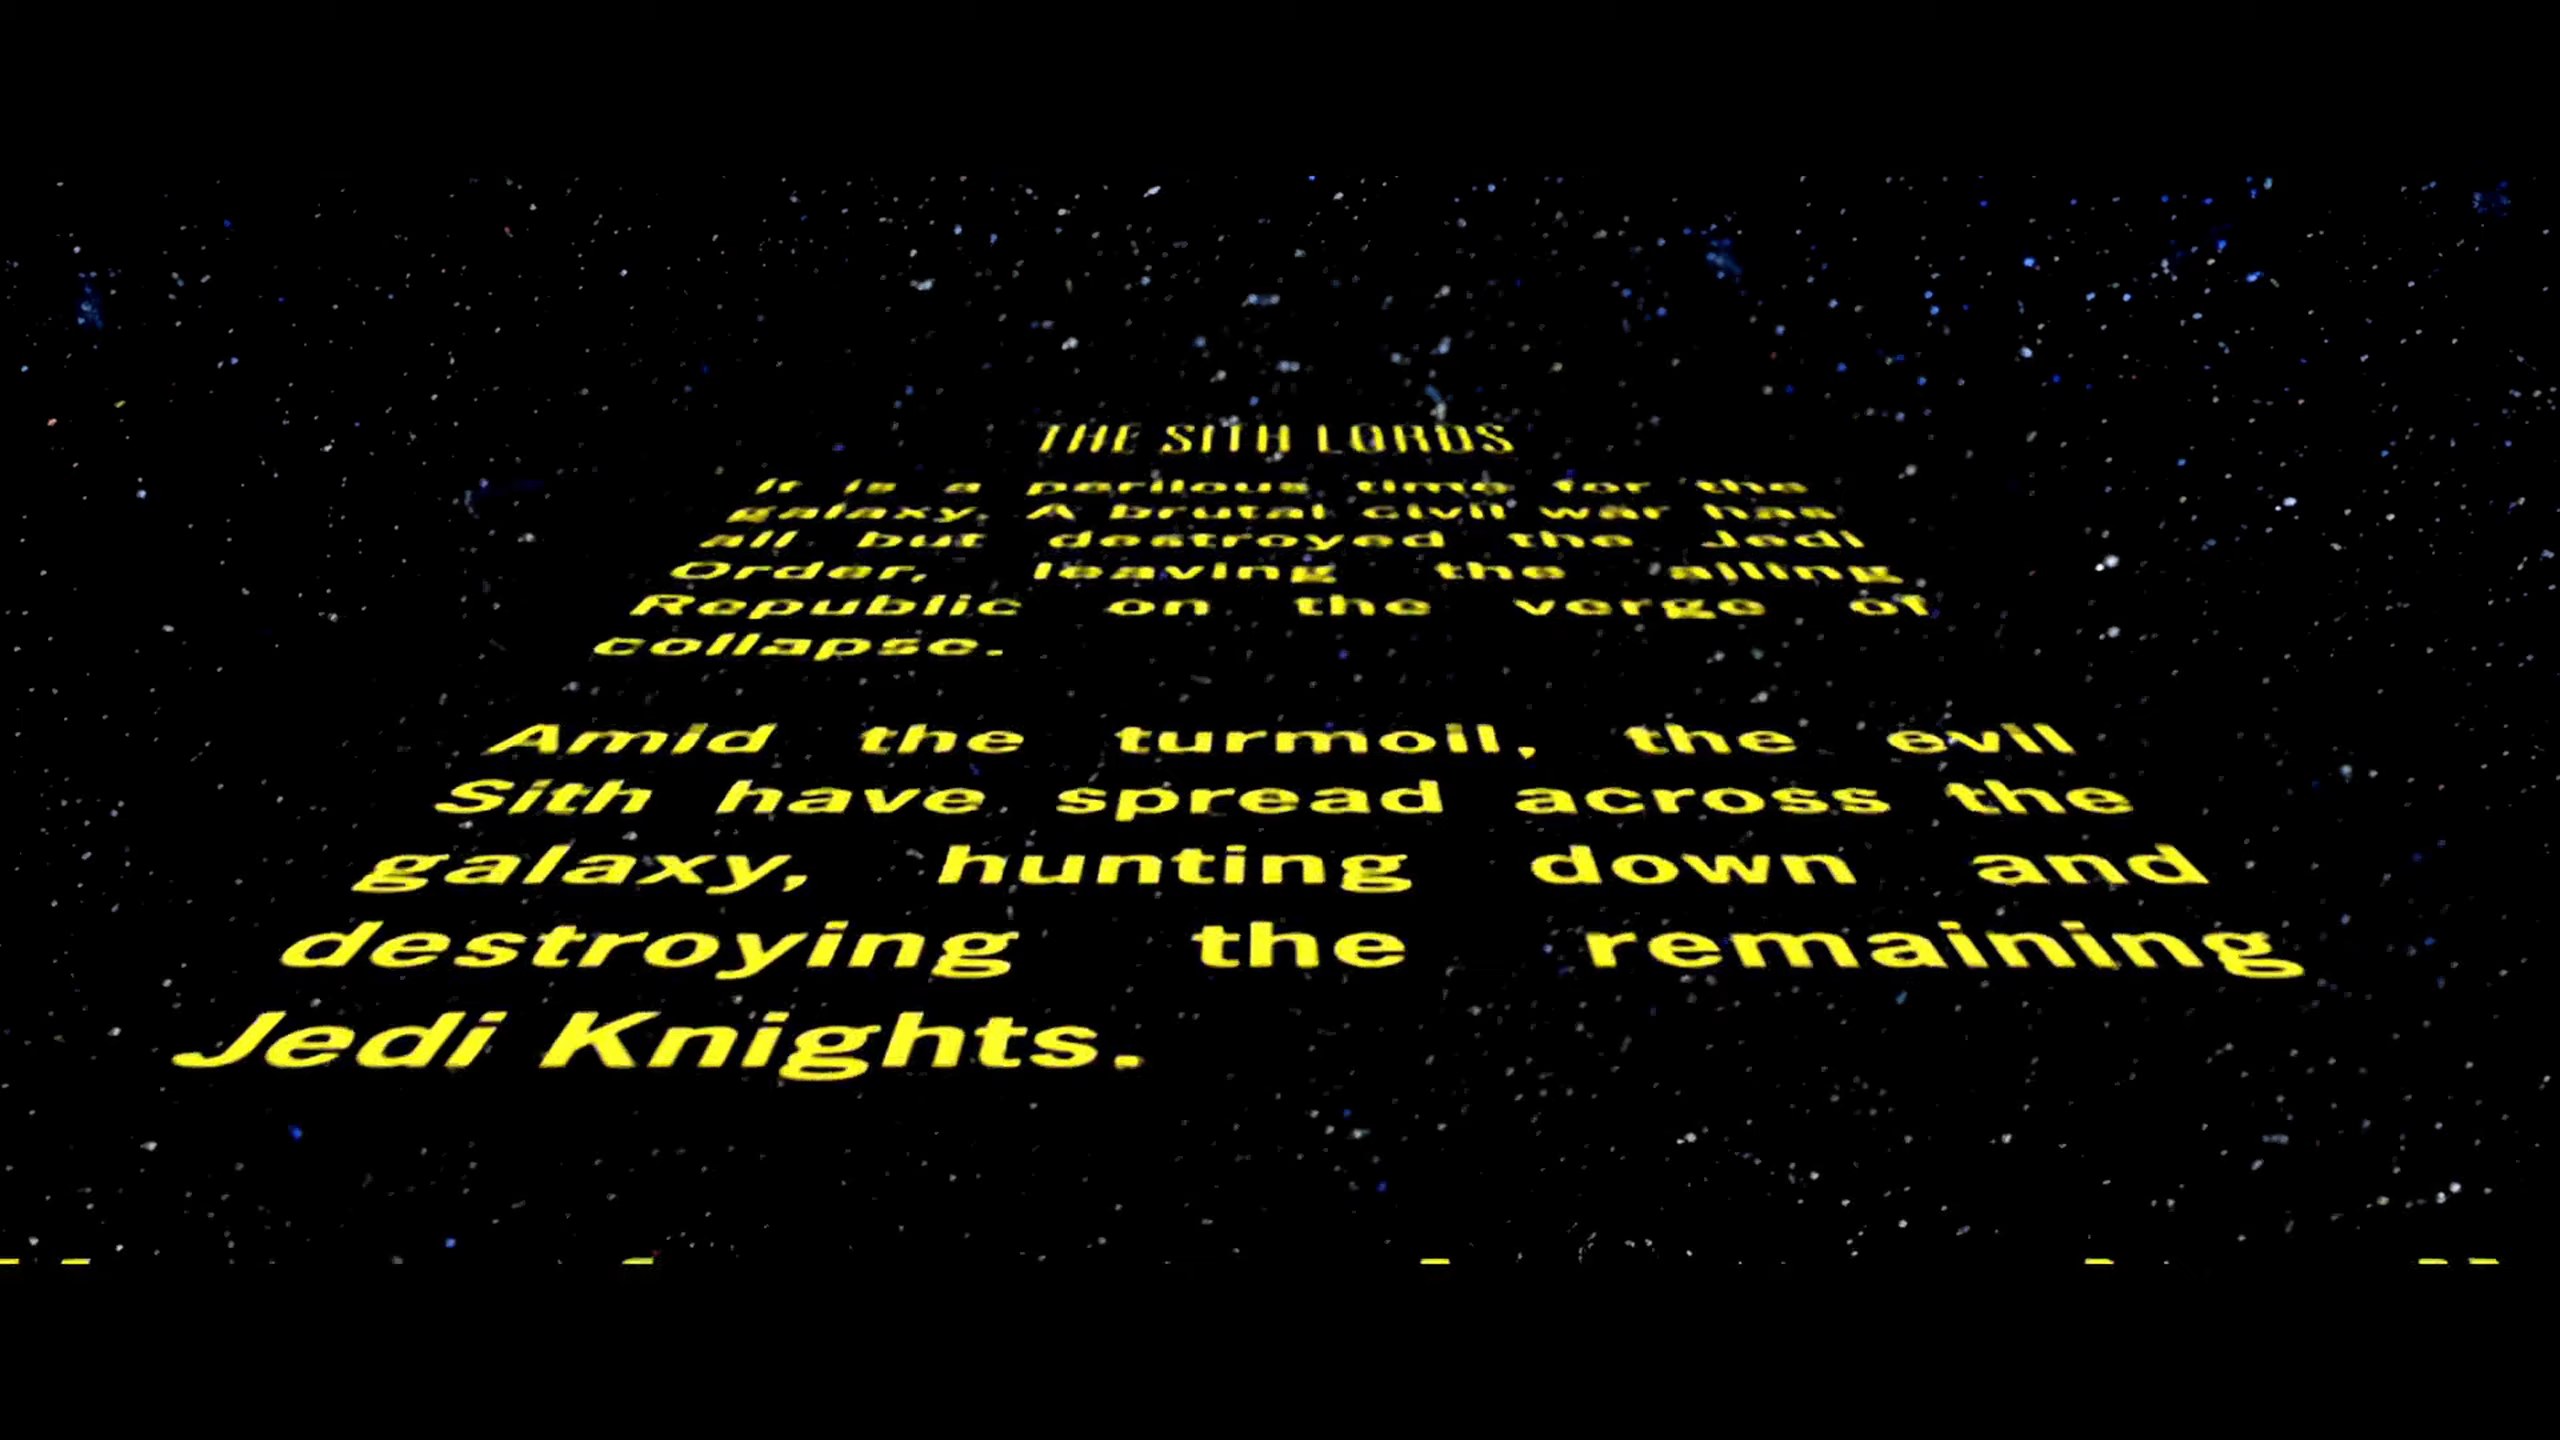 THE SITH LORDS
It is a perilous time for the
galaxy. A brutal civil war has
all but destroyed the Jedi
Order, leaving the ailing
Republic on the verge of
collapse.
Amid the turmoil, the evil
Sith have spread across the
galaxy, hunting down and
destroying the remaining
Jedi Knights.